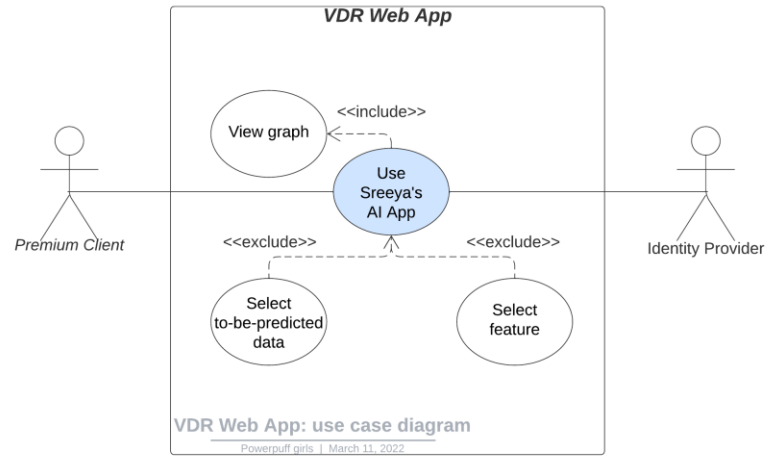 VDR Web App
<<include>>
View graph
Use
Sreeya's
AI App
Premium Client
Identity Provider
<<exclude>>
<<exclude>>
Select
to-be-predicted
data
Select
feature
VDR Web App: use case diagram
Powerpuff girls | March 11, 2022